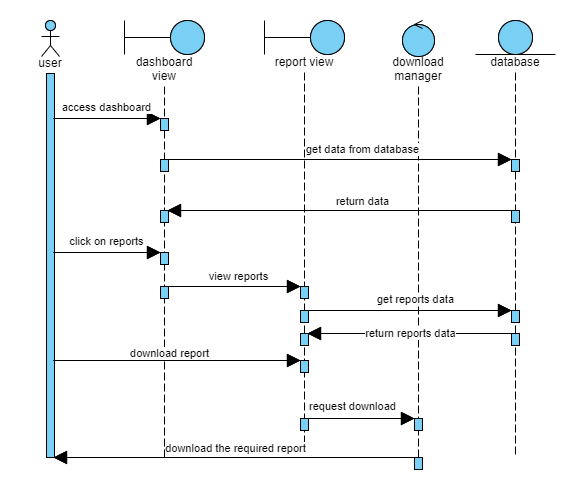 user
dashboard
view
report view
download
manager
database
access dashboard
get data from database
return data
click on reports
view reports
get reports data
return reports data
download report
request download
download the required report